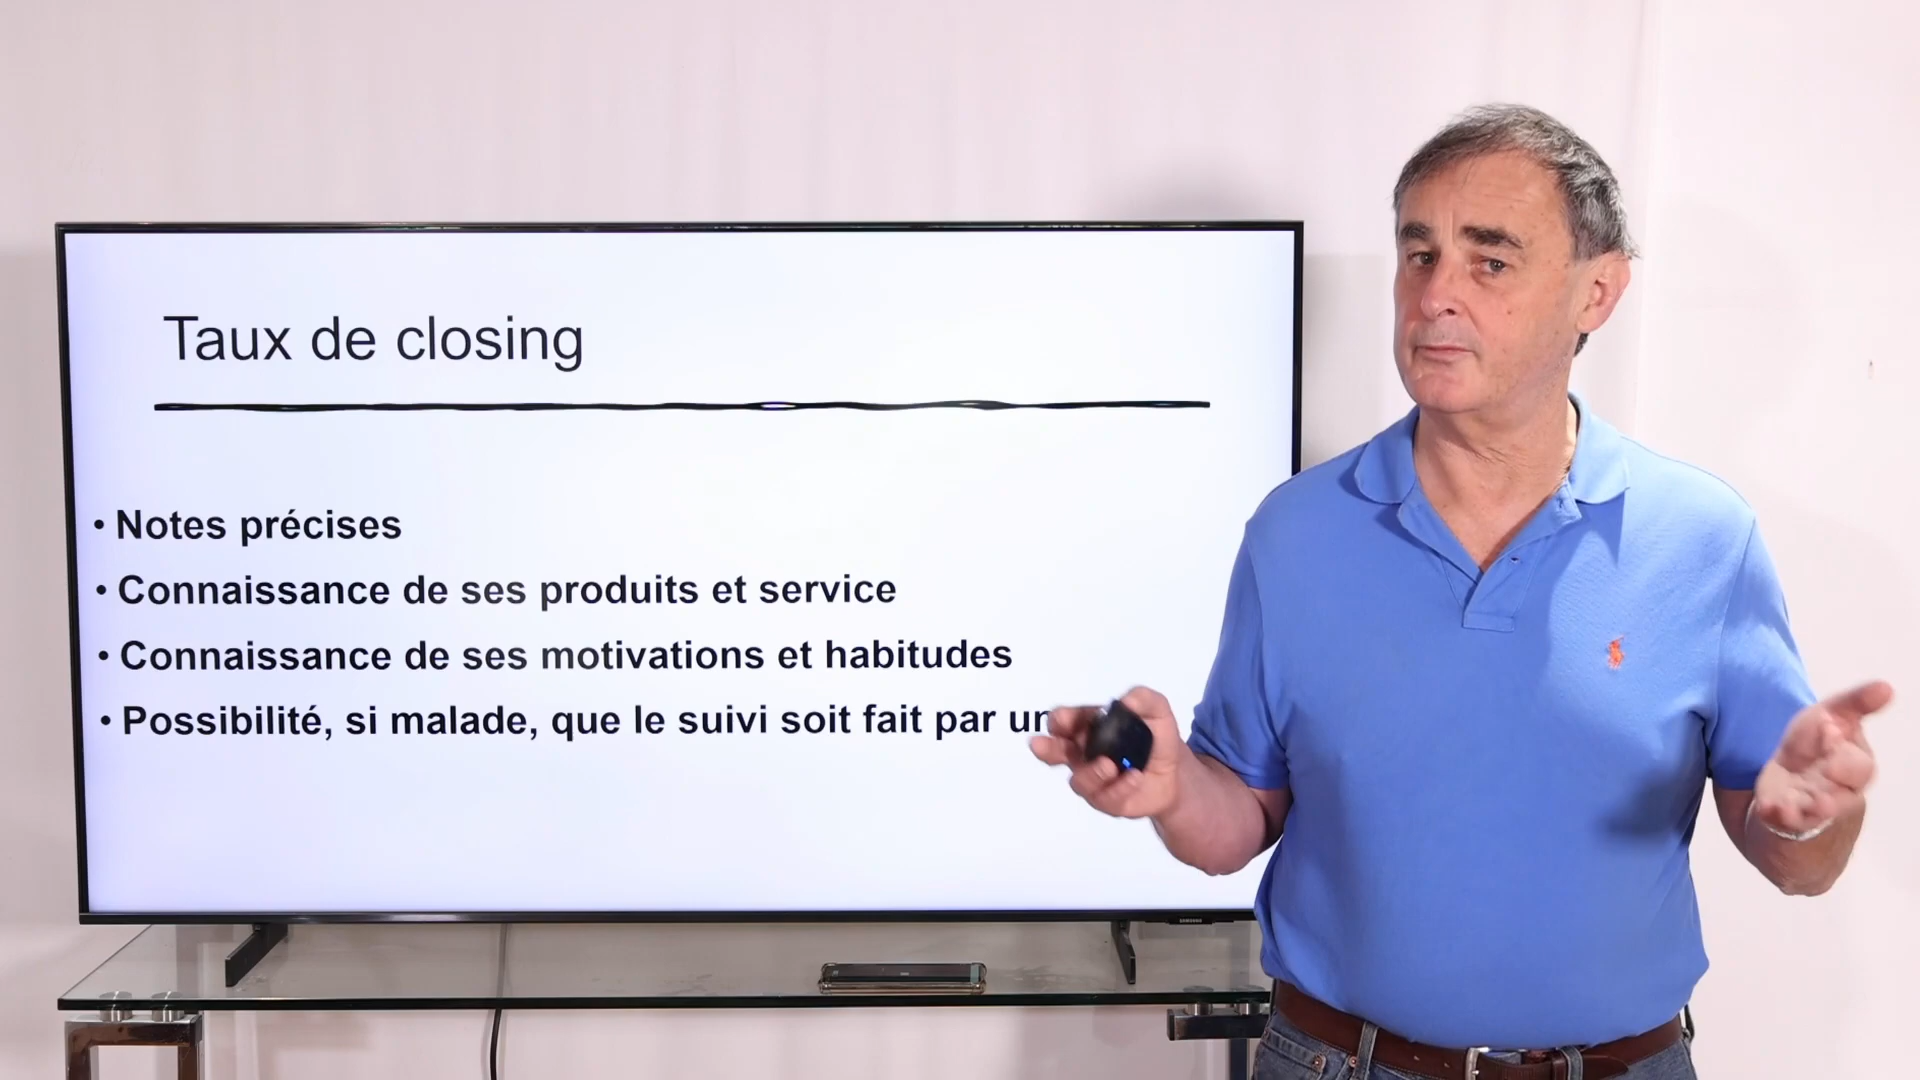 Taux de closing
• Notes précises
• Connaissance de ses produits et service
• Connaissance de ses motivations et habitudes
• Possibilité, si malade, que le suivi soit fait par un
SAMSUNG